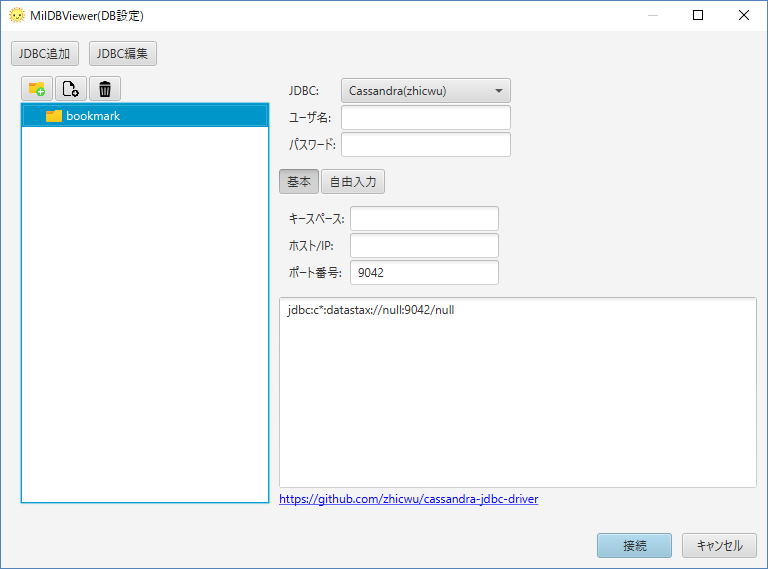 MilDBViewer(DB設定)
JDBC追加
JDBC編集
bookmark
JDBC:
Cassandra(zhicwu)
ユーザ名:
パスワード:
基本
自由入力
キースペース:
ホスト/IP:
ポート番号:
9042
jdbc:c*:datastax://null:9042/null
https://github.com/zhicwu/cassandra-jdbc-driver
接続
キャンセル